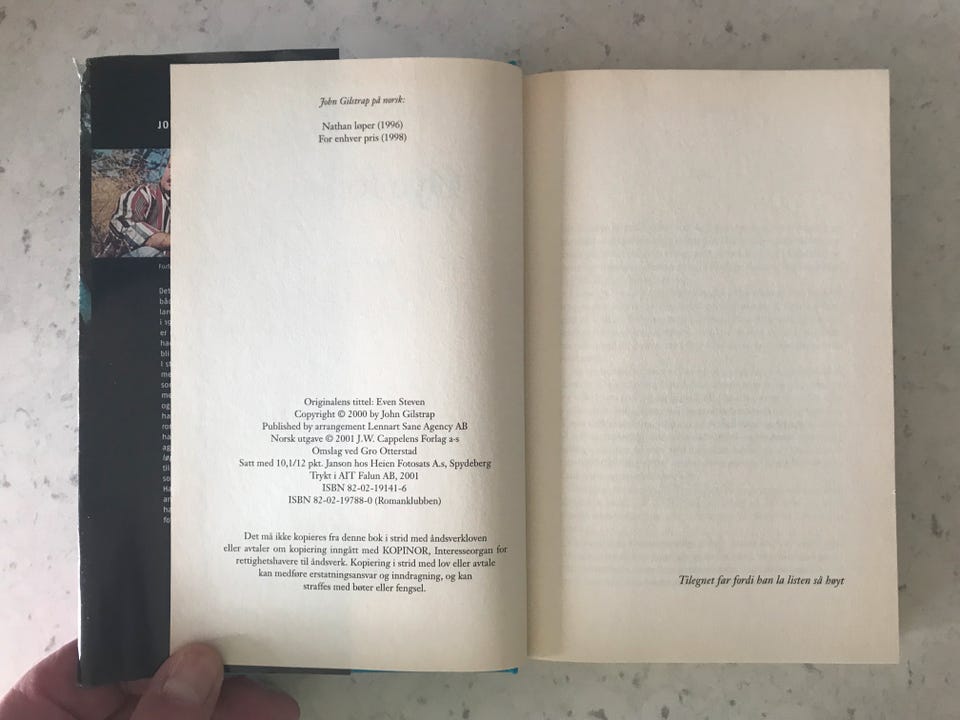 JO
Det
i 19
er
John Gilstrap på norsk:
Nathan løper (1996)
For enhver pris (1998)
Originalens tittel: Even Steven
Copyright © 2000 by John Gilstrap
Published by arrangement Lennart Sane Agency AB
Norsk utgave © 2001 J.W. Cappelens Forlag a·s
Omslag ved Gro Otterstad
Satt med 10,1/12 pkt. Janson hos Heien Fotosats A.s, Spydeberg
Trykt i AIT Falun AB, 2001
ISBN 82-02-19141-6
ISBN 82-02-19788-0 (Romanklubben)
Det må ikke kopieres fra denne bok i strid med åndsverkloven
eller avtaler om kopiering inngått med KOPINOR, Interesseorgan for
rettighetshavere til åndsverk. Kopiering i strid med lov eller avtale
kan medføre erstatningsansvar og inndragning, og kan
straffes med bøter eller fengsel.
Tilegnet far fordi han la listen så høyt